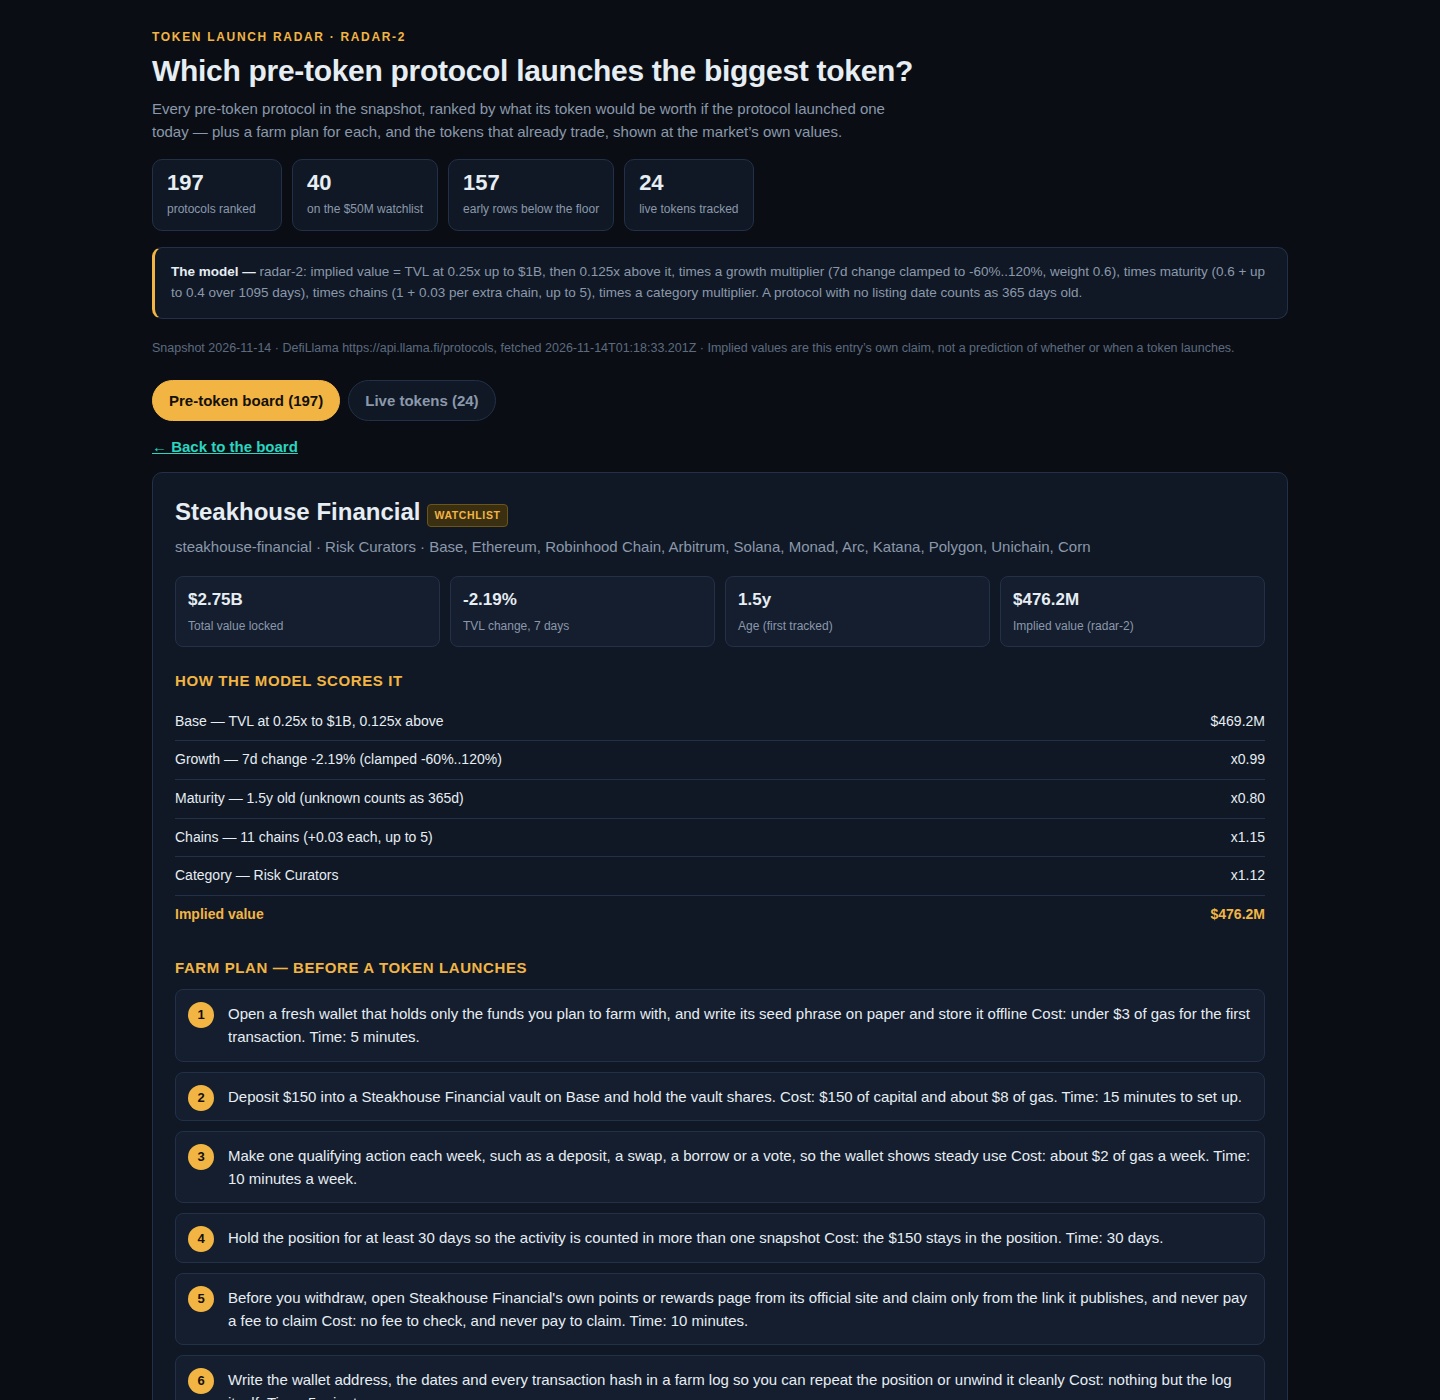 TOKEN LAUNCH RADAR · RADAR-2
Which pre-token protocol launches the biggest token?
Every pre-token protocol in the snapshot, ranked by what its token would be worth if the protocol launched one
today — plus a farm plan for each, and the tokens that already trade, shown at the market's own values.
197
protocols ranked
40
on the $50M watchlist
157
early rows below the floor
24
live tokens tracked
The model — radar-2: implied value = TVL at 0.25x up to $1B, then 0.125x above it, times a growth multiplier (7d change clamped to -60%..120%, weight 0.6), times maturity (0.6 + up
to 0.4 over 1095 days), times chains (1 + 0.03 per extra chain, up to 5), times a category multiplier. A protocol with no listing date counts as 365 days old.
Snapshot 2026-11-14 · DefiLlama https://api.llama.fi/protocols, fetched 2026-11-14T01:18:33.201Z · Implied values are this entry's own claim, not a prediction of whether or when a token launches.
Pre-token board (197)
Live tokens (24)
← Back to the board
Steakhouse Financial WATCHLIST
steakhouse-financial · Risk Curators · Base, Ethereum, Robinhood Chain, Arbitrum, Solana, Monad, Arc, Katana, Polygon, Unichain, Corn
$2.75B
Total value locked
-2.19%
TVL change, 7 days
1.5y
Age (first tracked)
$476.2M
Implied value (radar-2)
HOW THE MODEL SCORES IT
Base — TVL at 0.25x to $1B, 0.125x above $469.2M
Growth — 7d change -2.19% (clamped -60%..120%) x0.99
Maturity — 1.5y old (unknown counts as 365d) x0.80
Chains — 11 chains (+0.03 each, up to 5) x1.15
Category — Risk Curators x1.12
Implied value $476.2M
FARM PLAN — BEFORE A TOKEN LAUNCHES
1 Open a fresh wallet that holds only the funds you plan to farm with, and write its seed phrase on paper and store it offline Cost: under $3 of gas for the first
transaction. Time: 5 minutes.
2 Deposit $150 into a Steakhouse Financial vault on Base and hold the vault shares. Cost: $150 of capital and about $8 of gas. Time: 15 minutes to set up.
3 Make one qualifying action each week, such as a deposit, a swap, a borrow or a vote, so the wallet shows steady use Cost: about $2 of gas a week. Time:
10 minutes a week.
4 Hold the position for at least 30 days so the activity is counted in more than one snapshot Cost: the $150 stays in the position. Time: 30 days.
5 Before you withdraw, open Steakhouse Financial's own points or rewards page from its official site and claim only from the link it publishes, and never pay
a fee to claim Cost: no fee to check, and never pay to claim. Time: 10 minutes.
6 Write the wallet address, the dates and every transaction hash in a farm log so you can repeat the position or unwind it cleanly Cost: nothing but the log